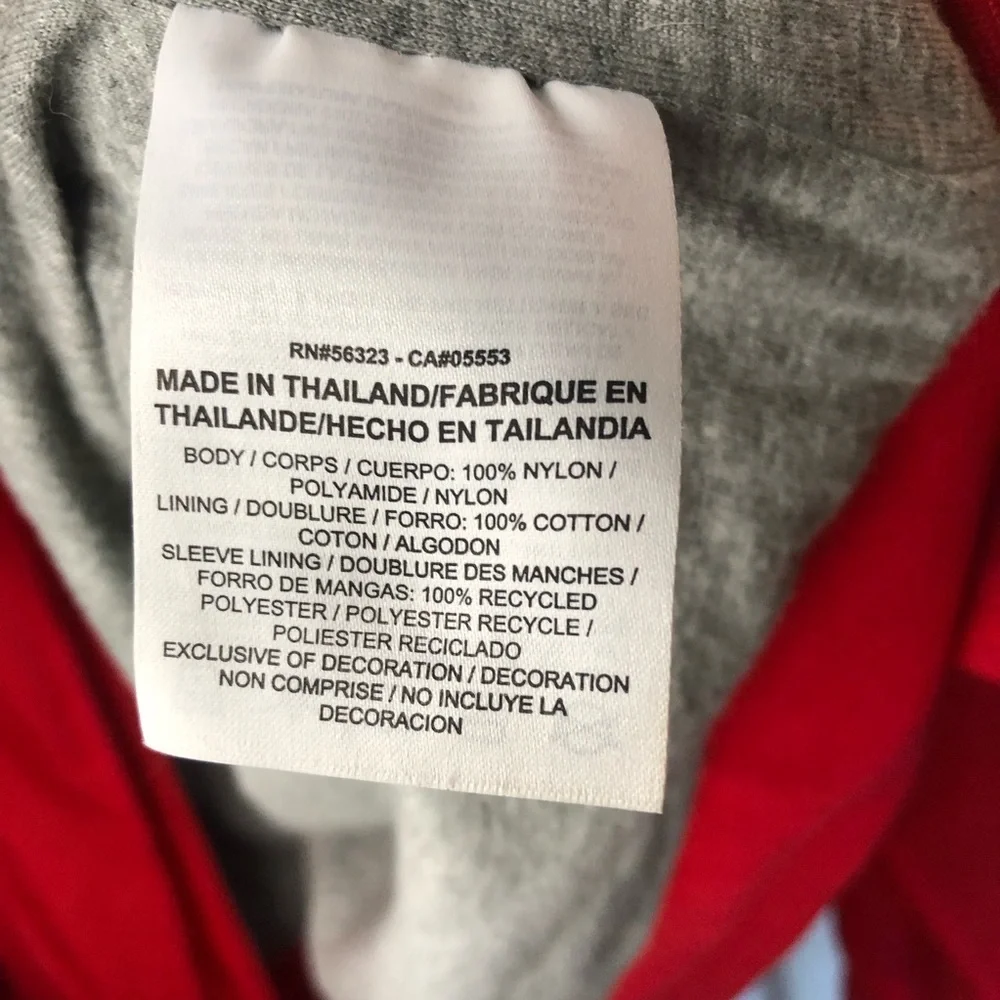 RN#56323 - CA#05553
MADE IN THAILAND/FABRIQUE EN
THAILANDE/HECHO EN TAILANDIA
BODY / CORPS / CUERPO: 100% NYLON /
POLYAMIDE / NYLON
LINING / DOUBLURE / FORRO: 100% COTTON /
COTON / ALGODON
SLEEVE LINING / DOUBLURE DES MANCHES /
FORRO DE MANGAS: 100% RECYCLED
POLYESTER / POLYESTER RECYCLE /
POLIESTER RECICLADO
EXCLUSIVE OF DECORATION / DECORATION
NON COMPRISE / NO INCLUYE LA
DECORACION